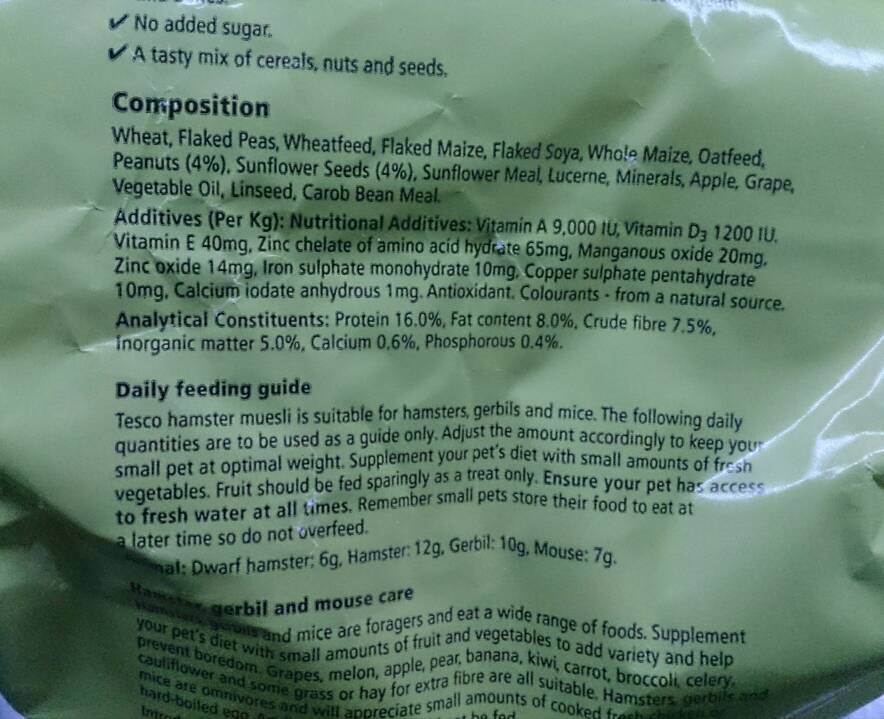 ✔ No added sugar.
✔ A tasty mix of cereals, nuts and seeds.
Composition
Wheat, Flaked Peas, Wheatfeed, Flaked Maize, Flaked Soya, Whole Maize, Oatfeed,
Peanuts (4%), Sunflower Seeds (4%), Sunflower Meal, Lucerne, Minerals, Apple, Grape,
Vegetable Oil, Linseed, Carob Bean Meal.
Additives (Per Kg): Nutritional Additives: Vitamin A 9,000 IU, Vitamin D3 1200 IU.
Vitamin E 40mg, Zinc chelate of amino acid hydrate 65mg, Manganous oxide 20mg,
Zinc oxide 14mg, Iron sulphate monohydrate 10mg, Copper sulphate pentahydrate
10mg, Calcium iodate anhydrous 1mg. Antioxidant. Colourants - from a natural source.
Analytical Constituents: Protein 16.0%, Fat content 8.0%, Crude fibre 7.5%,
Inorganic matter 5.0%, Calcium 0.6%, Phosphorous 0.4%.
Daily feeding guide
Tesco hamster muesli is suitable for hamsters, gerbils and mice. The following daily
quantities are to be used as a guide only. Adjust the amount accordingly to keep your
small pet at optimal weight. Supplement your pet's diet with small amounts of fresh
vegetables. Fruit should be fed sparingly as a treat only. Ensure your pet has access
to fresh water at all times. Remember small pets store their food to eat at
a later time so do not overfeed.
Dwarf hamster: 6g, Hamster: 12g, Gerbil: 10g, Mouse: 7g.
Hamster, gerbil and mouse care
and mice are foragers and eat a wide range of foods. Supplement
your pet's diet with small amounts of fruit and vegetables to add variety and help
prevent boredom. Grapes, melon, apple, pear, banana, kiwi, carrot, broccoli, celery,
cauliflower and some grass or hay for extra fibre are all suitable. Hamsters, gerbils and
mice are omnivores and will appreciate small amounts of cooked fresh
hard-boiled egg
be fed